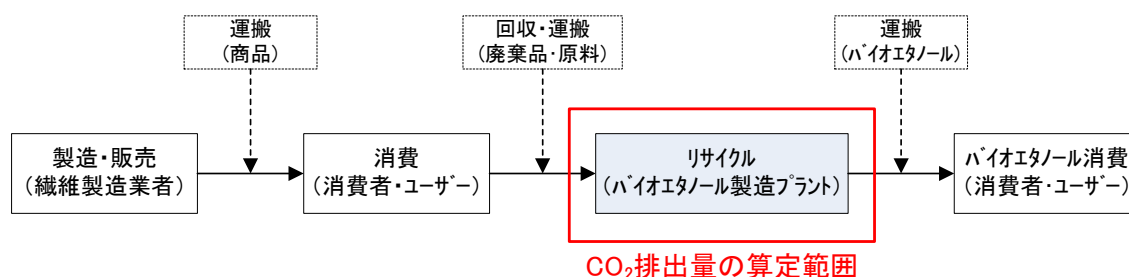 運搬
(商品)
回収・運搬
(廃棄品・原料)
運搬
(ﾊﾞｲｵｴﾀﾉｰﾙ)
製造・販売
(繊維製造業者)
消費
(消費者・ユーザー)
ﾘｻｲｸﾙ
(ﾊﾞｲｵｴﾀﾉｰﾙ製造ﾌﾟﾗﾝﾄ)
ﾊﾞｲｵｴﾀﾉｰﾙ消費
(消費者・ユーザー)
CO₂排出量の算定範囲